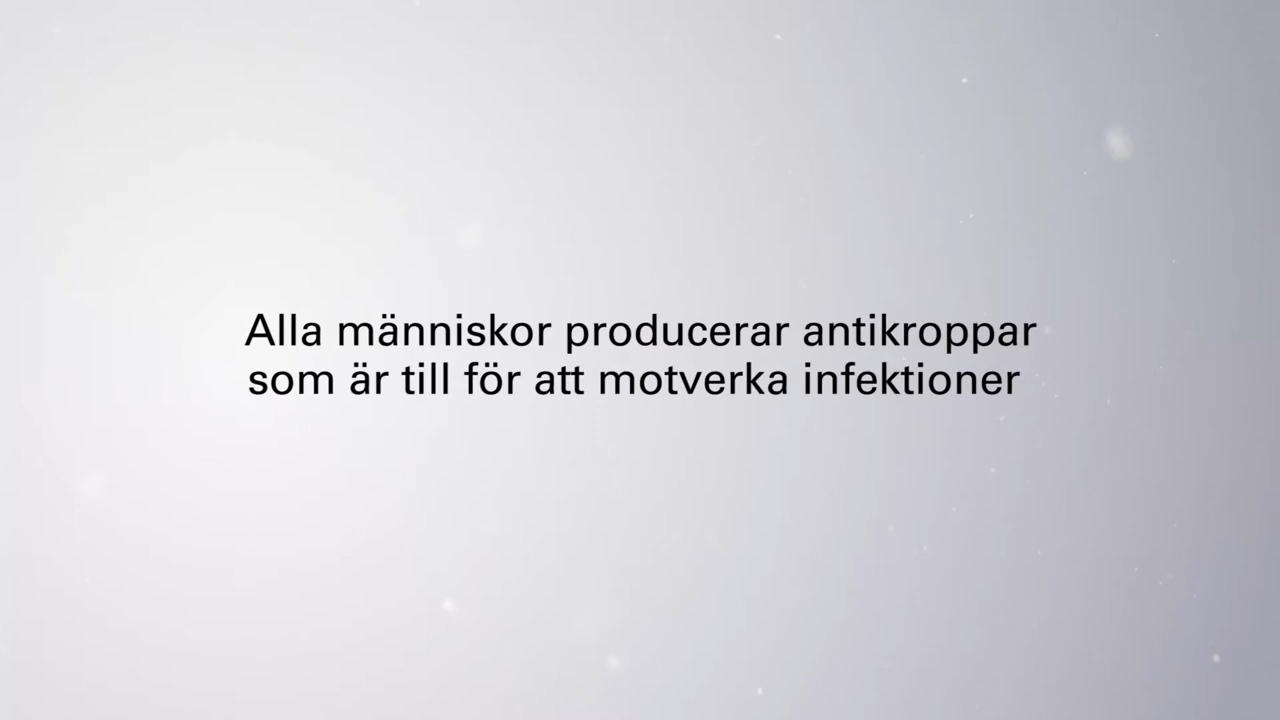 Alla människor producerar antikroppar
som är till för att motverka infektioner